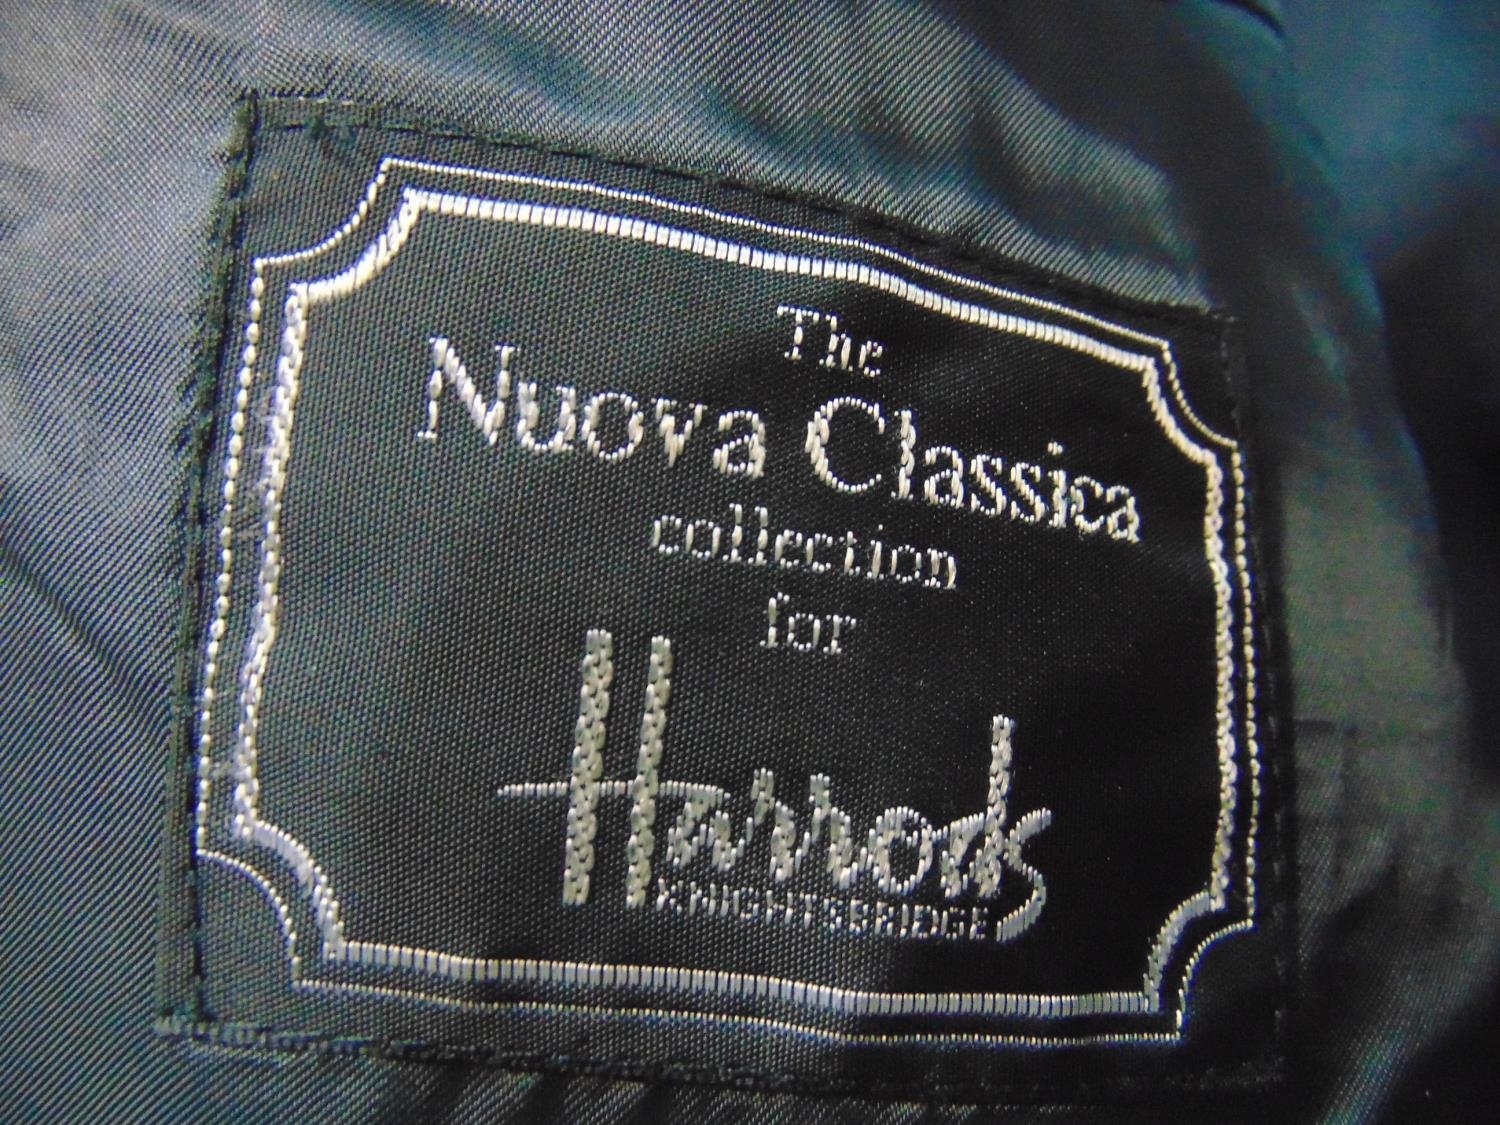 The
Nuova Classica
collection
for
Harrods
KNIGHTSBRIDGE